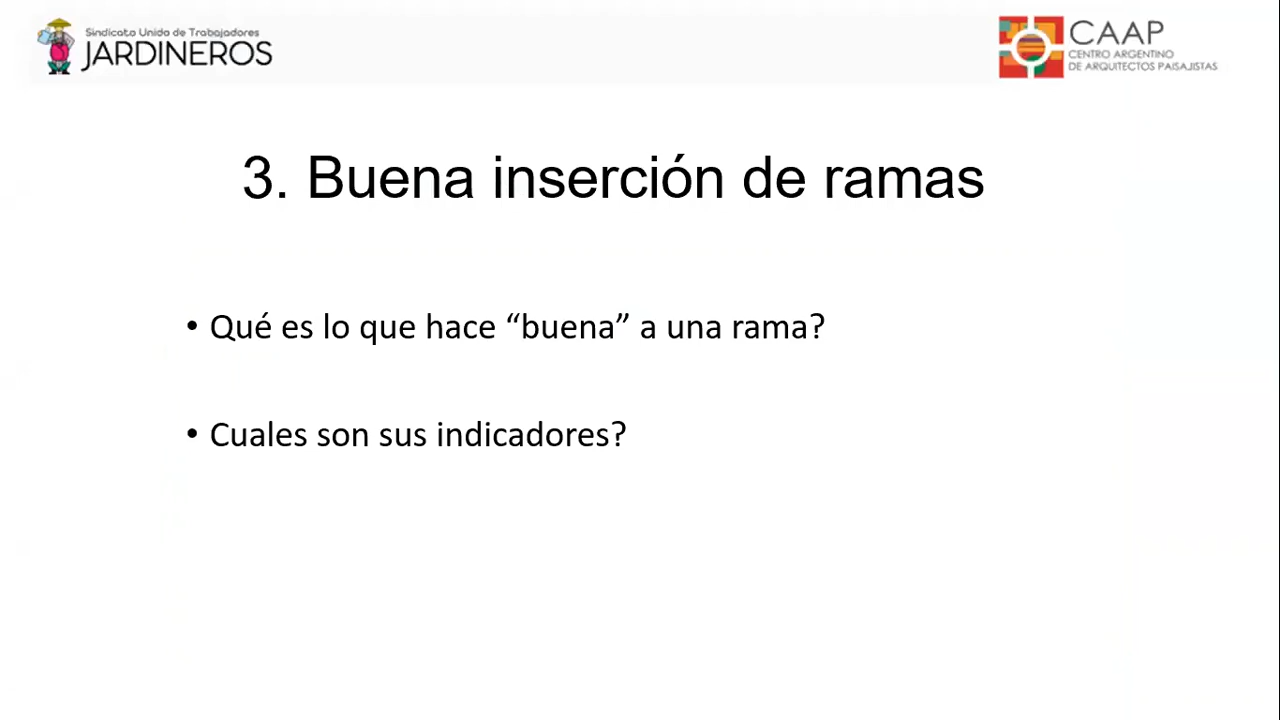 Sindicato Unido de Trabajadores
JARDINEROS
CAAP
CENTRO ARGENTINO
DE ARQUITECTOS PAISAJISTAS
3. Buena inserción de ramas
• Qué es lo que hace “buena” a una rama?
• Cuales son sus indicadores?